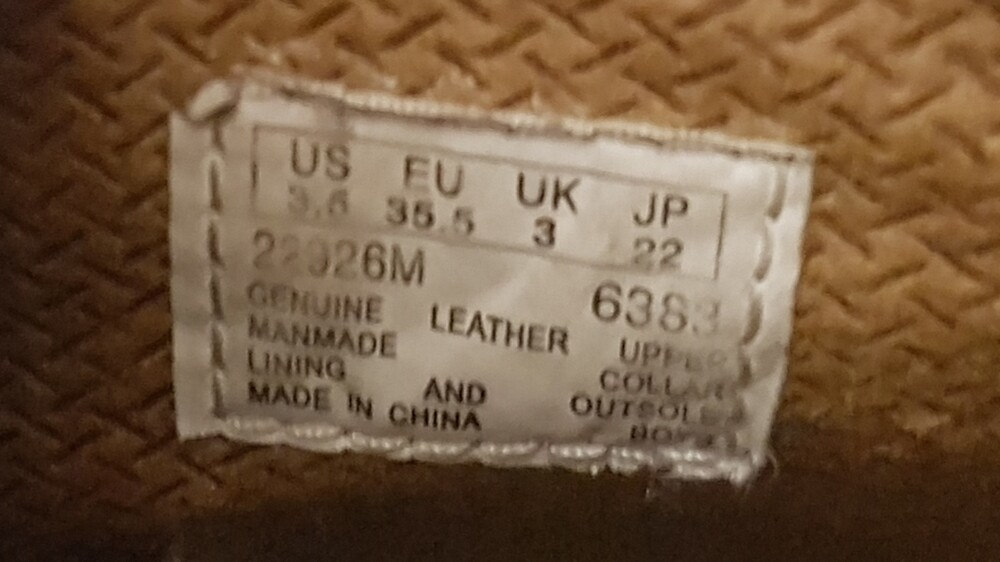 US EU UK JP
3.5 35.5 3 22
6383
GENUINE LEATHER UPPER
MANMADE COLLAR
LINING AND OUTSOLE
MADE IN CHINA